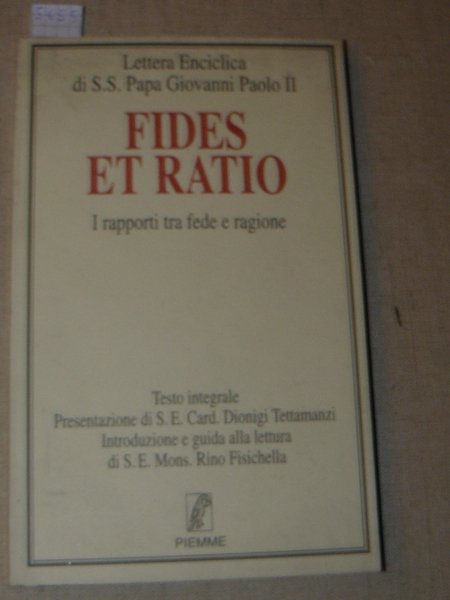 5455
Lettera Enciclica
di S.S. Papa Giovanni Paolo II
FIDES
ET RATIO
I rapporti tra fede e ragione
Testo integrale
Presentazione di S. E. Card. Dionigi Tettamanzi
Introduzione e guida alla lettura
di S. E. Mons. Rino Fisichella
PIEMME